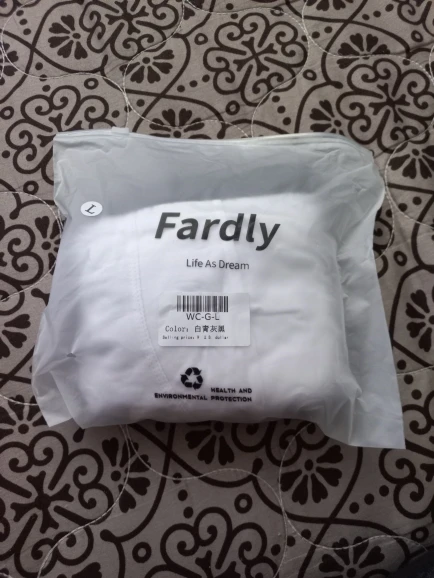 L
Fardly
Life As Dream
WC-G-L
Color: 白青灰黑
HEALTH AND
ENVIRONMENTAL PROTECTION